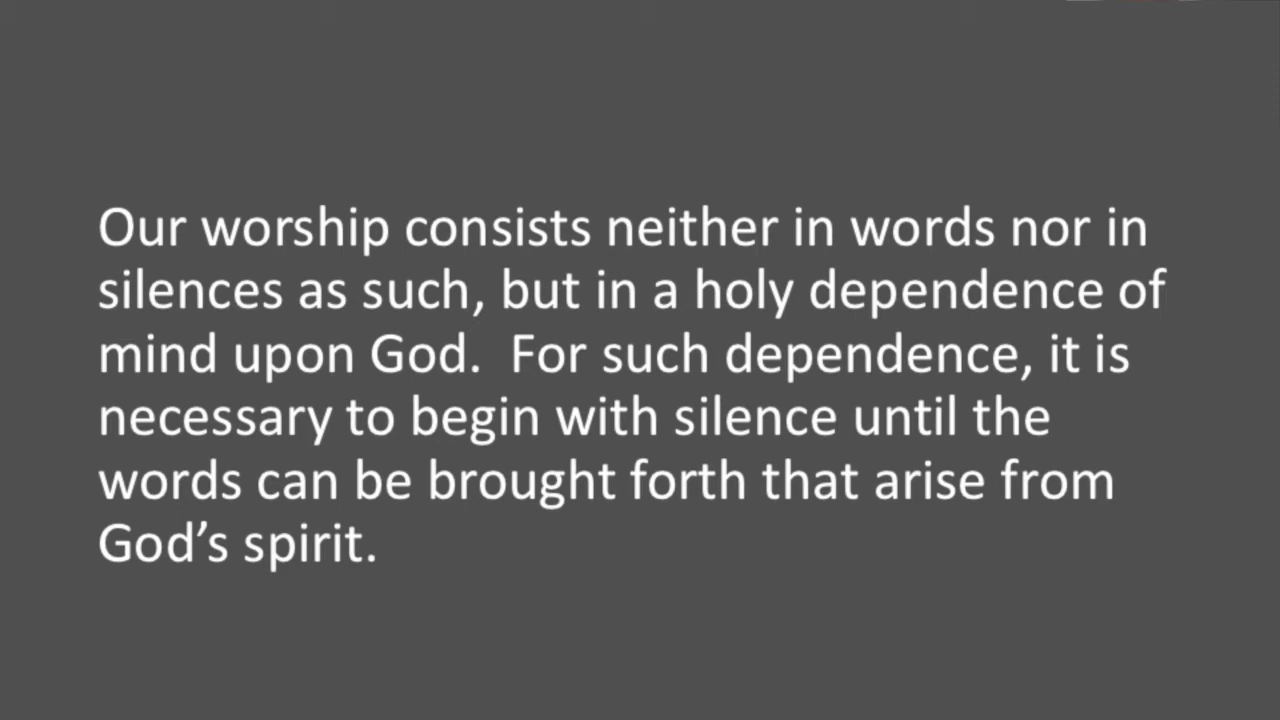 Our worship consists neither in words nor in
silences as such, but in a holy dependence of
mind upon God.  For such dependence, it is
necessary to begin with silence until the
words can be brought forth that arise from
God’s spirit.